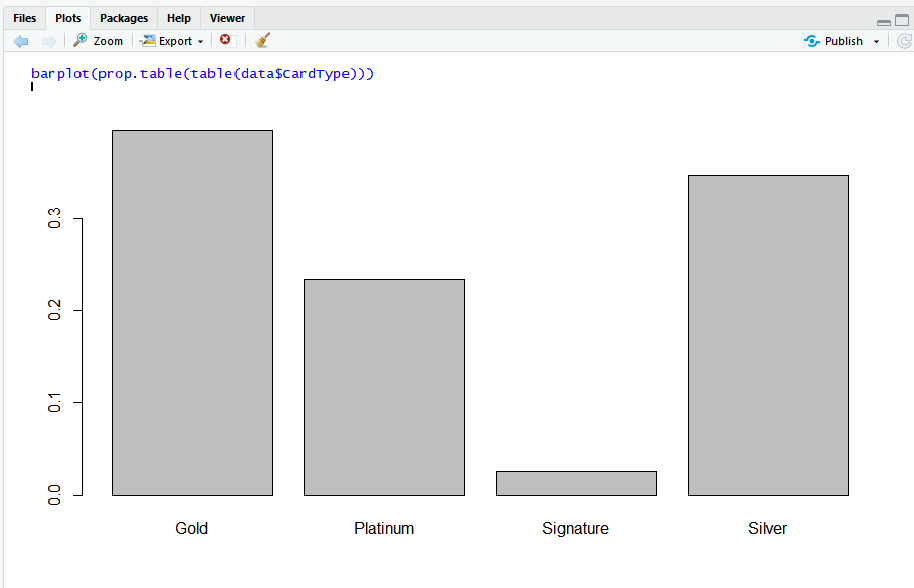 Files Plots Packages Help Viewer
Zoom Export Publish
barplot(prop.table(table(data$CardType)))
0.3
0.2
0.1
0.0
Gold Platinum Signature Silver